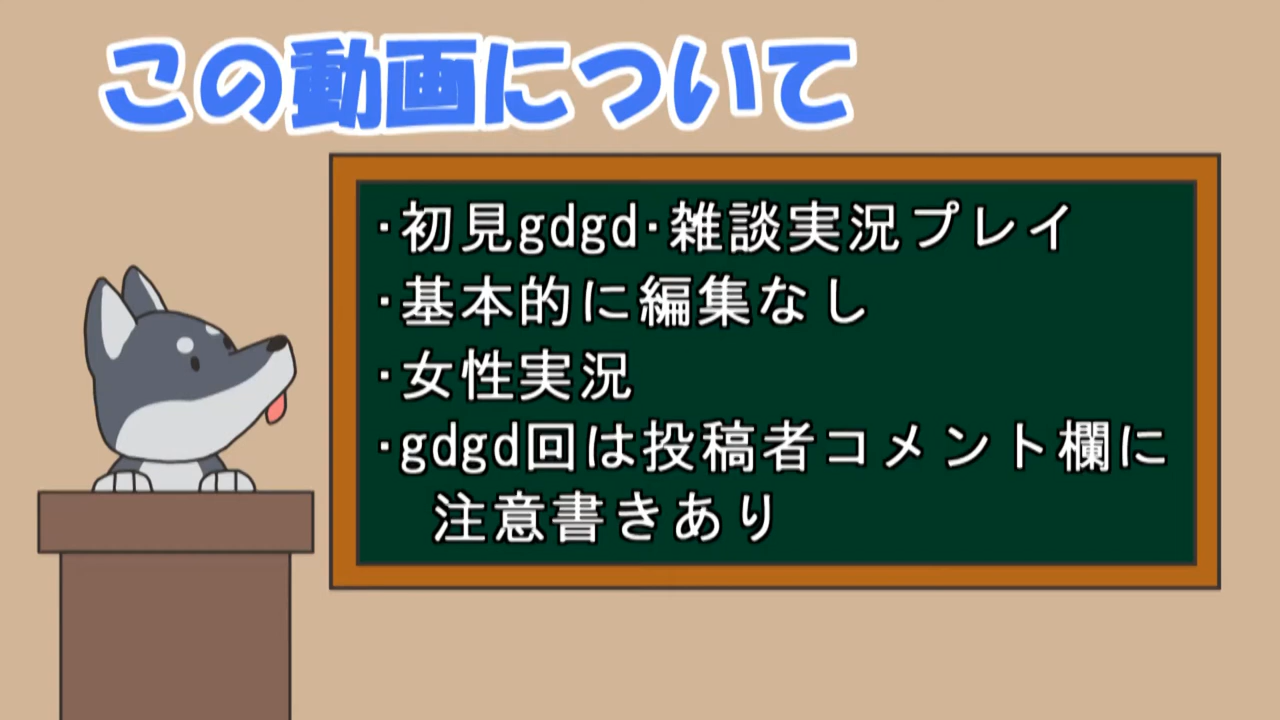 この動画について
・初見gdgd・雑談実況プレイ
・基本的に編集なし
・女性実況
・gdgd回は投稿者コメント欄に
注意書きあり